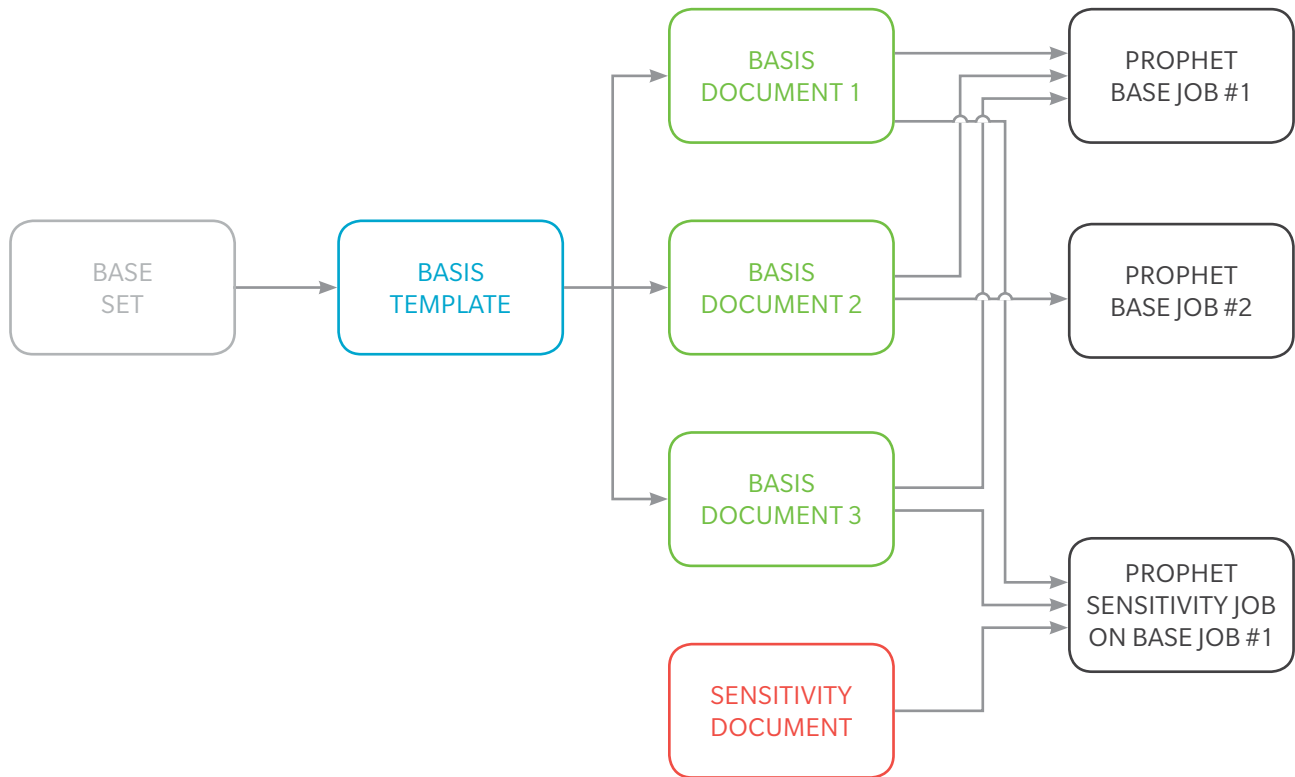 BASE
SET
BASIS
TEMPLATE
BASIS
DOCUMENT 1
BASIS
DOCUMENT 2
BASIS
DOCUMENT 3
SENSITIVITY
DOCUMENT
PROPHET
BASE JOB #1
PROPHET
BASE JOB #2
PROPHET
SENSITIVITY JOB
ON BASE JOB #1